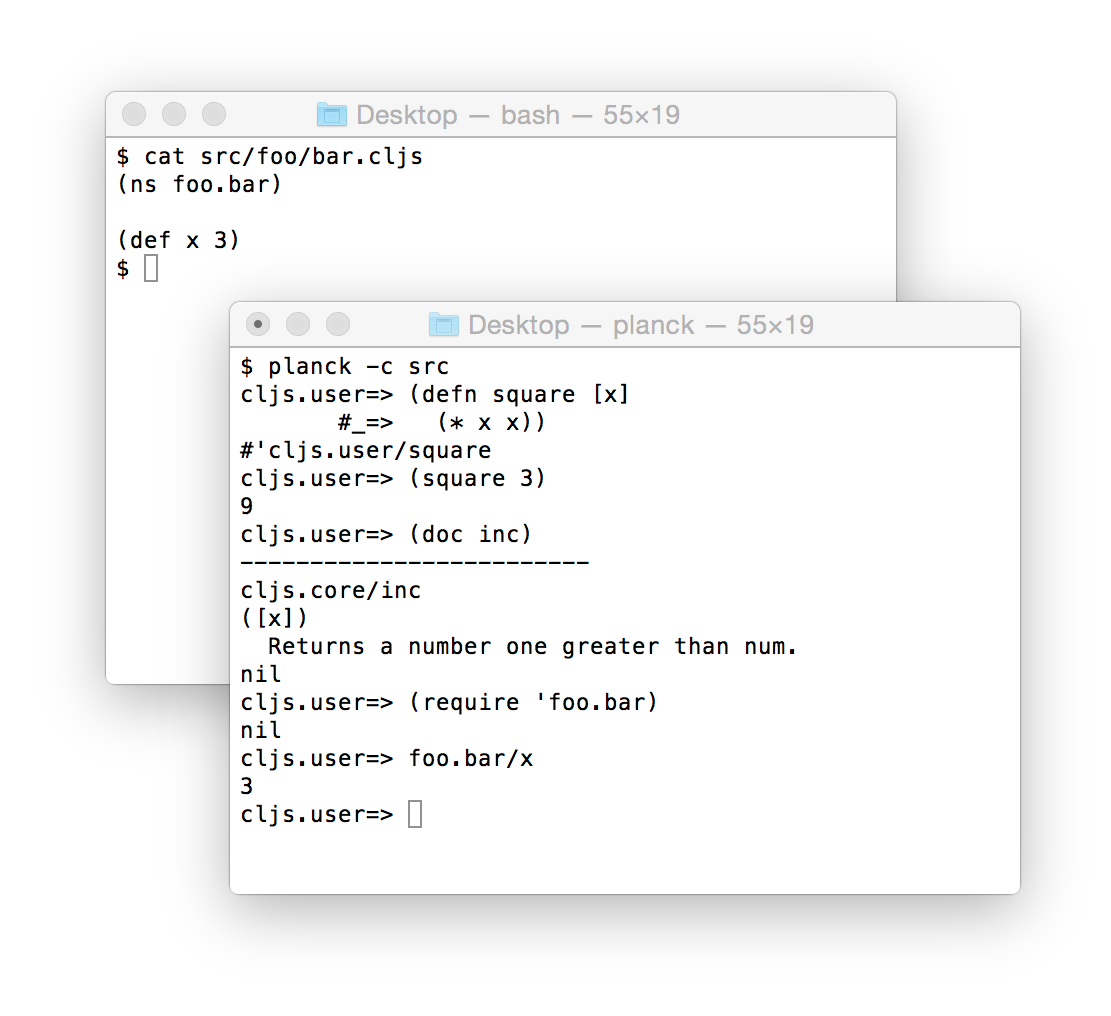 Desktop — bash — 55×19
$ cat src/foo/bar.cljs
(ns foo.bar)
(def x 3)
$
Desktop — planck — 55×19
$ planck -c src
cljs.user=> (defn square [x]
       #_=>   (* x x))
#'cljs.user/square
cljs.user=> (square 3)
9
cljs.user=> (doc inc)
-------------------------
cljs.core/inc
([x])
  Returns a number one greater than num.
nil
cljs.user=> (require 'foo.bar)
nil
cljs.user=> foo.bar/x
3
cljs.user=>